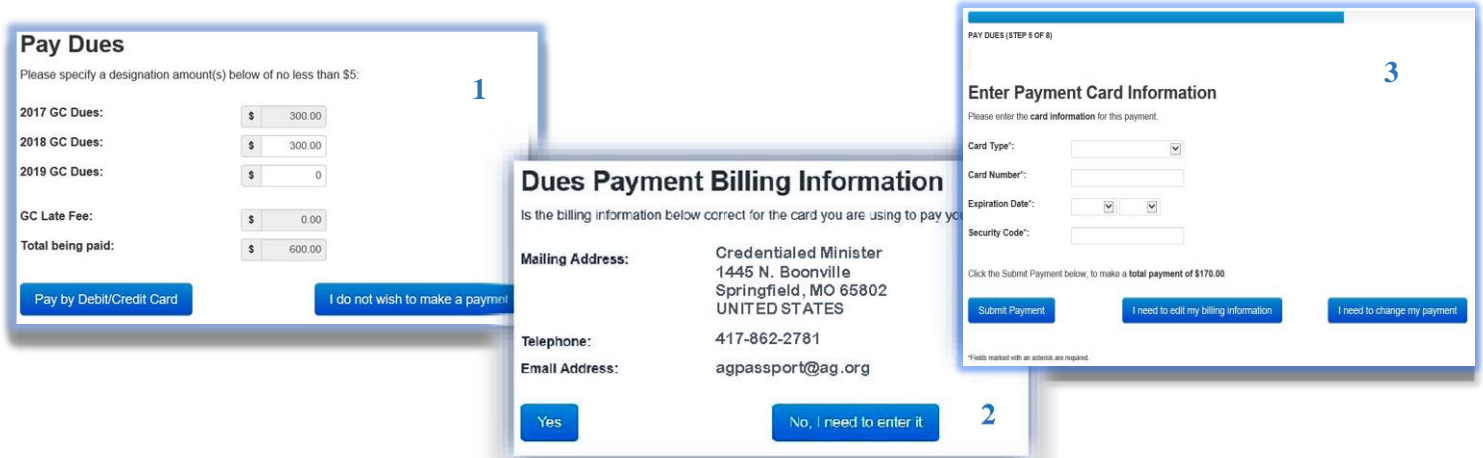 Pay Dues
Please specify a designation amount(s) below of no less than $5:
1
2017 GC Dues: $ 300.00
2018 GC Dues: $ 300.00
2019 GC Dues: $ 0
GC Late Fee: $ 0.00
Total being paid: $ 600.00
Pay by Debit/Credit Card
I do not wish to make a payme
Dues Payment Billing Information
Is the billing information below correct for the card you are using to pay
Mailing Address: Credentialed Minister
1445 N. Boonville
Springfield, MO 65802
UNITED STATES
Telephone: 417-862-2781
Email Address: agpassport@ag.org
Yes
No, I need to enter it
2
PAY DUES (STEP 5 OF 8)
3
Enter Payment Card Information
Please enter the card information for this payment.
Card Type*:
Card Number*:
Expiration Date*:
Security Code*:
Click the Submit Payment below, to make a total payment of $170.00.
Submit Payment
I need to edit my billing information
I need to change my payment
*Fields marked with an asterisk are required.